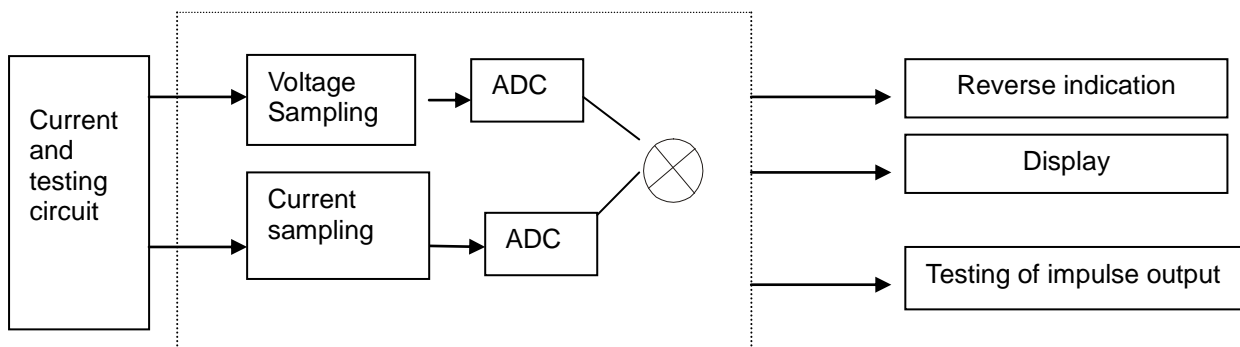 Current
and
testing
circuit
Voltage
Sampling
ADC
Current
sampling
ADC
Reverse indication
Display
Testing of impulse output